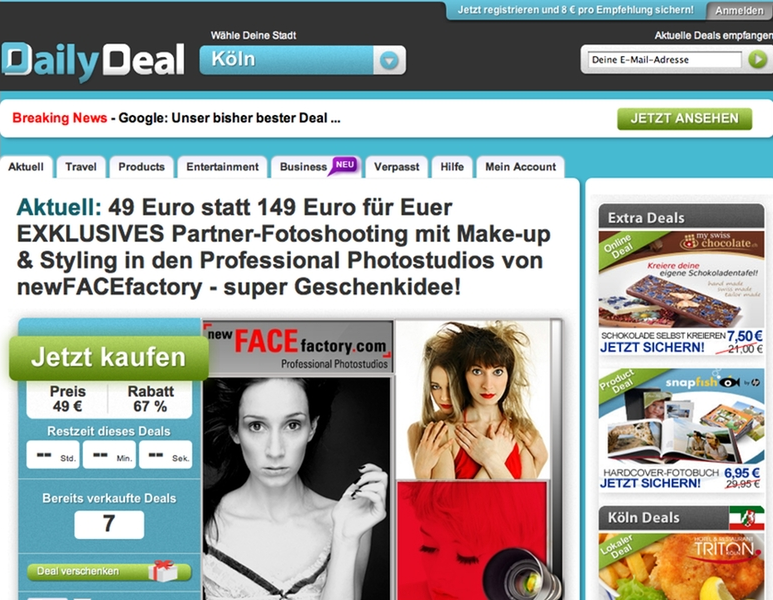 Jetzt registrieren und 8 € pro Empfehlung sichern!
Anmelden
DailyDeal
Wähle Deine Stadt
Köln
Aktuelle Deals empfangen
Deine E-Mail-Adresse
Breaking News - Google: Unser bisher bester Deal ...
JETZT ANSEHEN
Aktuell
Travel
Products
Entertainment
Business
NEU
Verpasst
Hilfe
Mein Account
Aktuell: 49 Euro statt 149 Euro für Euer
EXKLUSIVES Partner-Fotoshooting mit Make-up
& Styling in den Professional Photostudios von
newFACEfactory - super Geschenkidee!
Jetzt kaufen
Preis
49 €
Rabatt
67 %
Restzeit dieses Deals
-- Std.
-- Min.
-- Sek.
Bereits verkaufte Deals
7
Deal verschenken
new FACE factory.com
Professional Photostudios
Extra Deals
Online
Deal
my swiss
chocolate.ch
Kreiere deine
eigene Schokoladentafel!
hand made
swiss made
tailor made
SCHOKOLADE SELBST KREIEREN 7,50 €
JETZT SICHERN! 21,00 €
Product
Deal
snapfish by hp
HARDCOVER-FOTOBUCH 6,95 €
JETZT SICHERN! 29,95 €
Köln Deals
Lokaler
Deal
HOTEL & RESTAURANT
TRITON